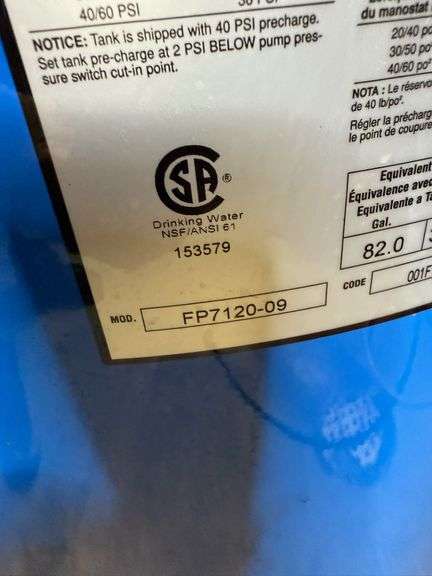 40/60 PSI
NOTICE: Tank is shipped with 40 PSI precharge.
Set tank pre-charge at 2 PSI BELOW pump pres-
sure switch cut-in point.
CSA®
Drinking Water
NSF/ANSI 61
153579
MOD. FP7120-09
du manostat
20/40 po
30/50 po
40/60 po²
NOTA : Le réservo
de 40 lb/po².
Régler la précharg
le point de coupure
Equivalent
Équivalence avec
Equivalente a Ta
Gal.
82.0
CODE 001F